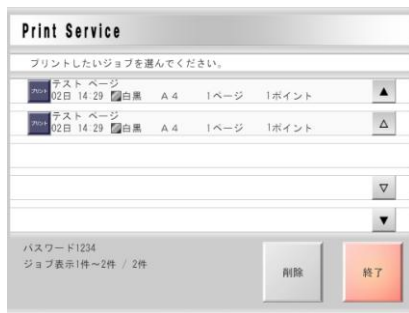 Print Service
プリントしたいジョブを選んでください。
プリント テスト ページ
02日 14:29 白黒 A4 1ページ 1ポイント
プリント テスト ページ
02日 14:29 白黒 A4 1ページ 1ポイント
パスワード1234
ジョブ表示1件～2件 / 2件
削除
終了